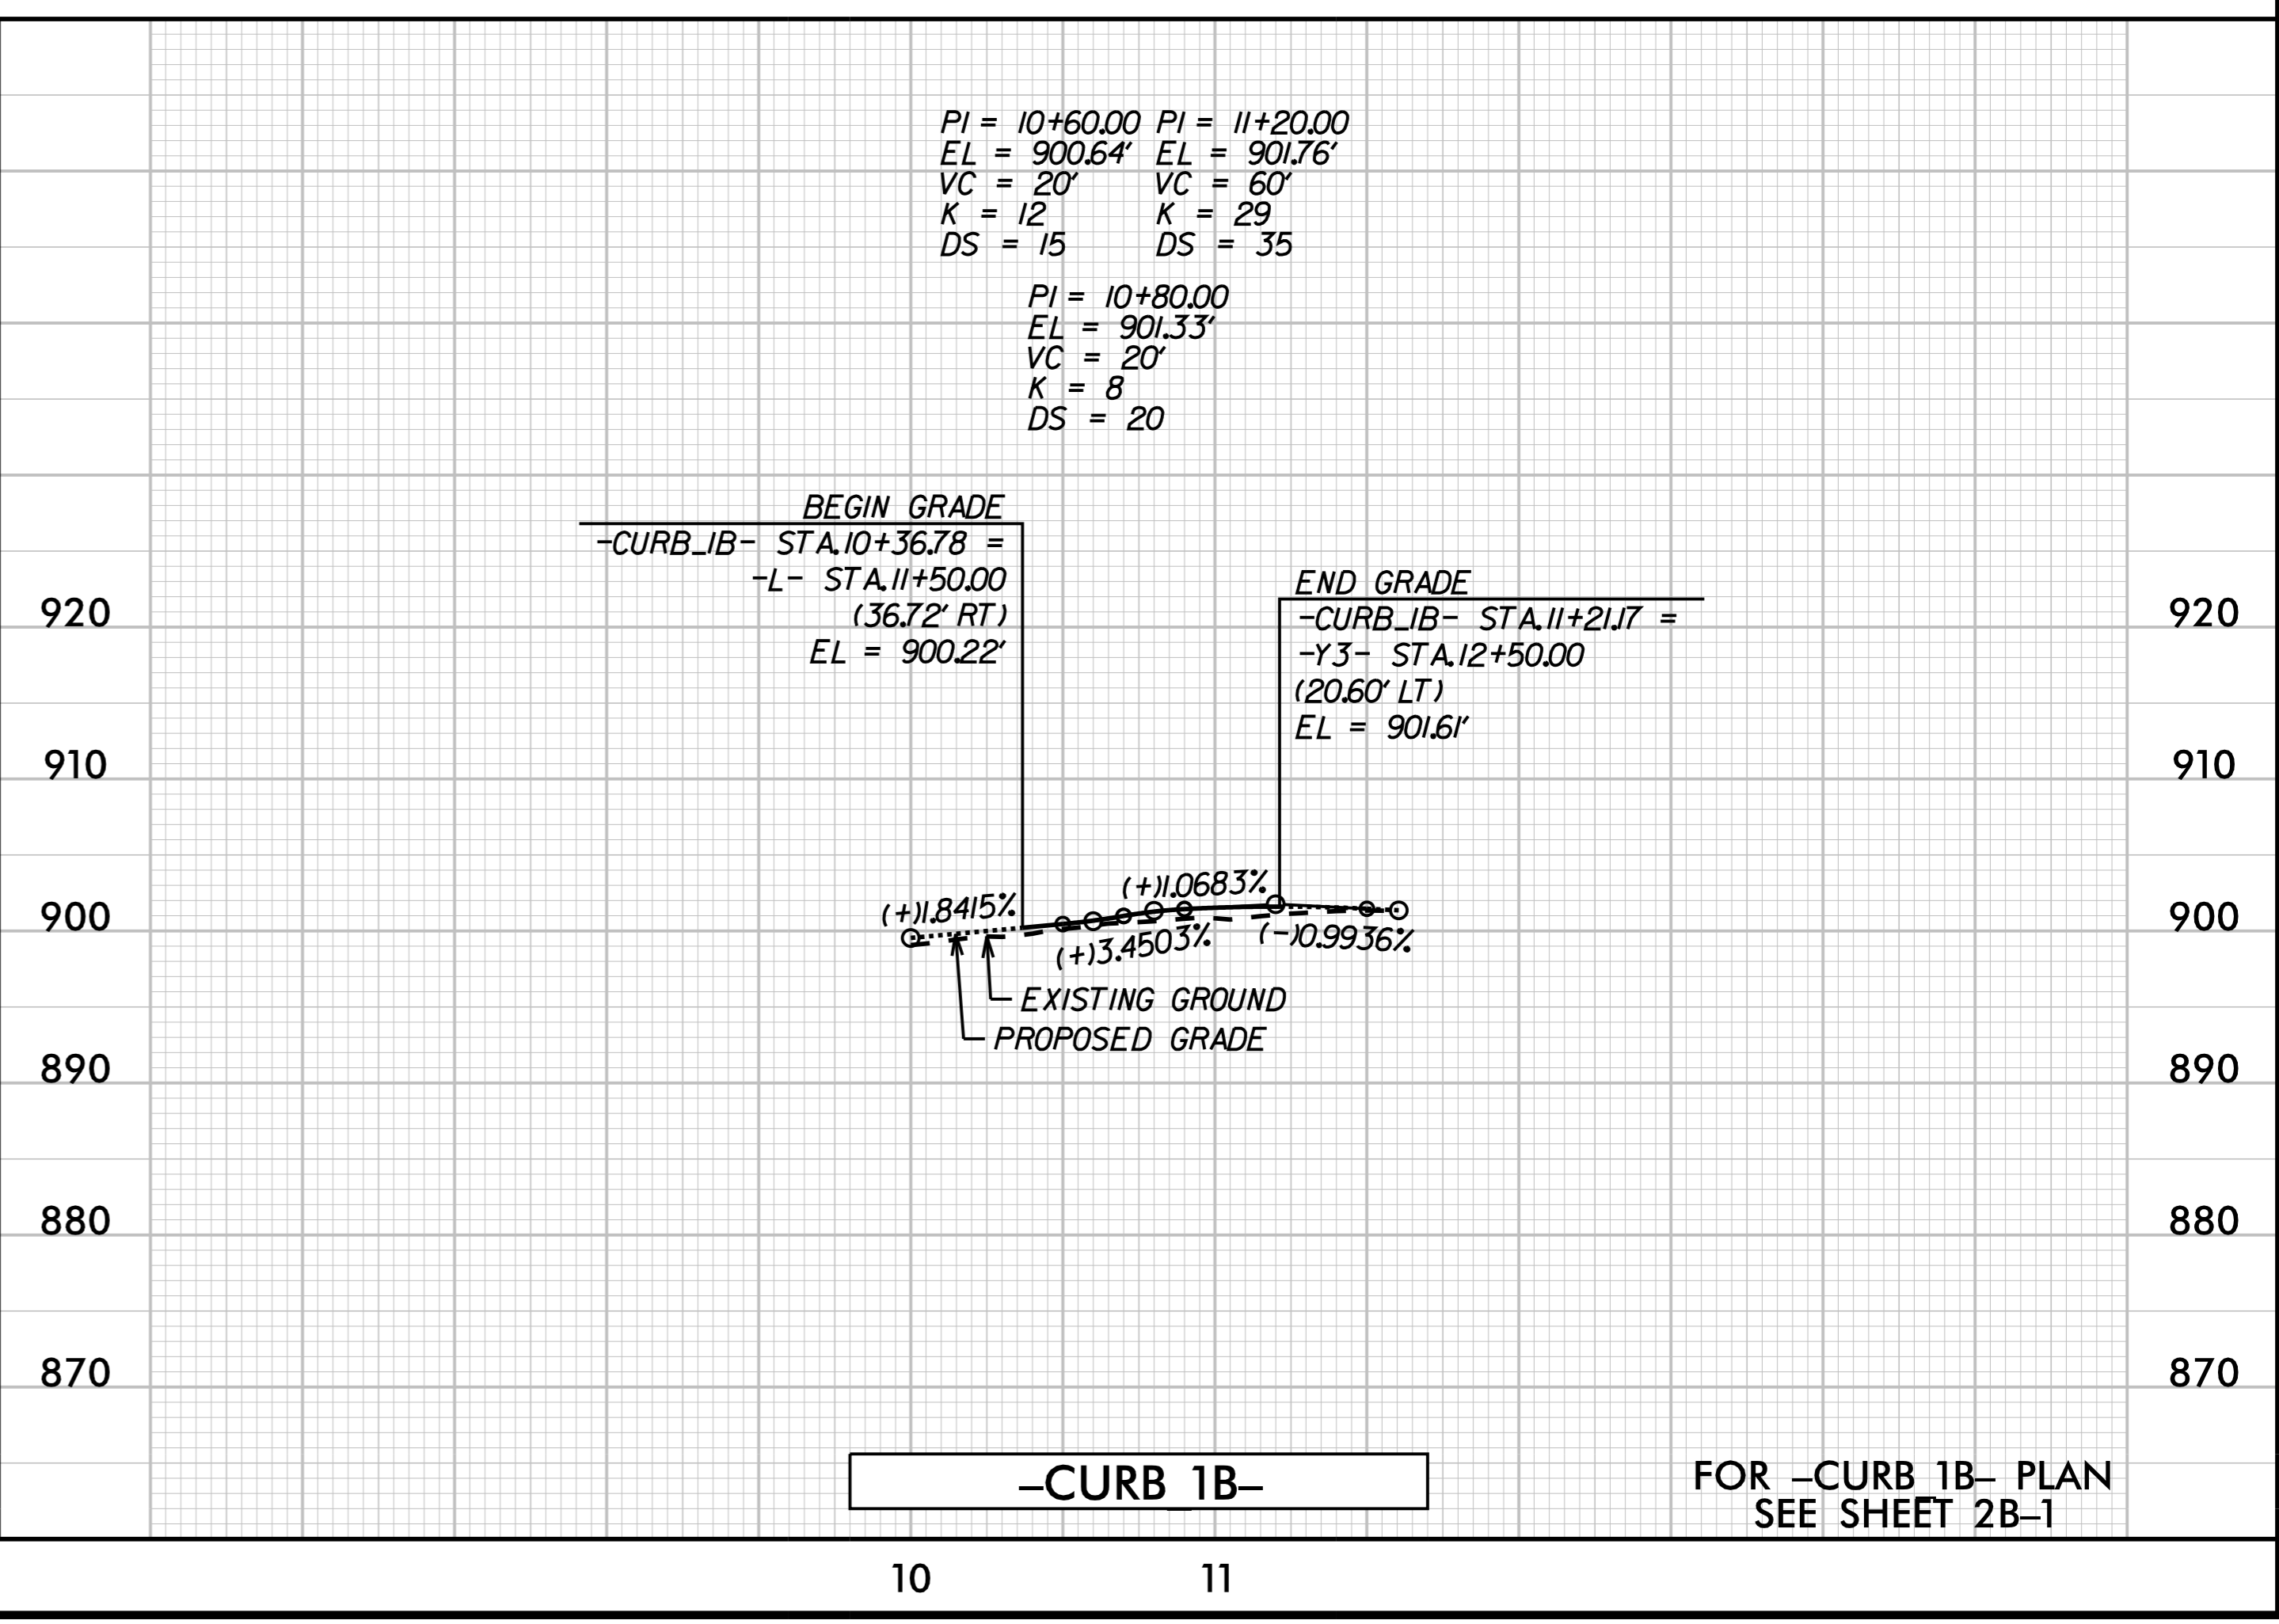 PI = 10+60.00
EL = 900.64'
VC = 20'
K = 12
DS = 15
PI = 11+20.00
EL = 901.76'
VC = 60'
K = 29
DS = 35
PI = 10+80.00
EL = 901.33'
VC = 20'
K = 8
DS = 20
BEGIN GRADE
-CURB_1B- STA.10+36.78 =
-L- STA.11+50.00
(36.72' RT)
EL = 900.22'
END GRADE
-CURB_1B- STA.11+21.17 =
-Y3- STA.12+50.00
(20.60' LT)
EL = 901.61'
920
920
910
910
(+)1.8415%
(+)1.0683%
900
900
(+)3.4503%
(-)0.9936%
EXISTING GROUND
PROPOSED GRADE
890
890
880
880
870
870
-CURB_1B-
FOR -CURB_1B- PLAN
SEE SHEET 2B-1
10
11